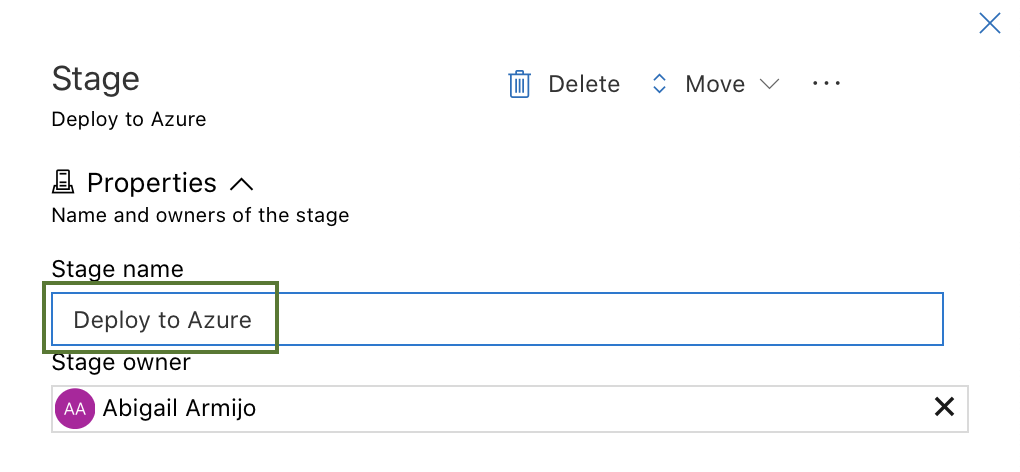 Stage
Delete
Move
...
Deploy to Azure
Properties
Name and owners of the stage
Stage name
Deploy to Azure
Stage owner
AA Abigail Armijo